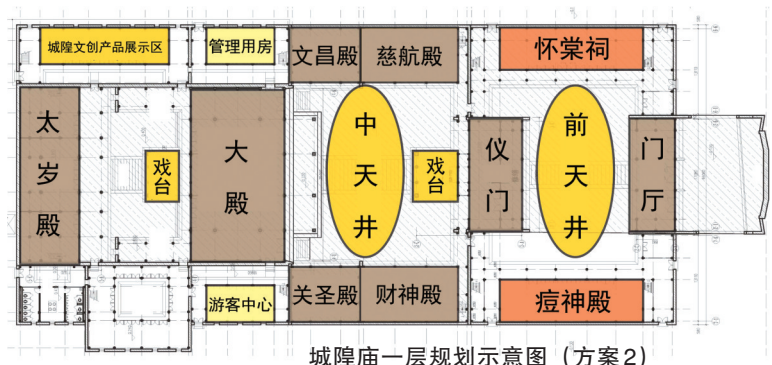 城隍文创产品展示区
管理用房
文昌殿
慈航殿
怀棠祠
太岁殿
戏台
大殿
中天井
戏台
仪门
前天井
门厅
游客中心
关圣殿
财神殿
痘神殿
城隍庙一层规划示意图（方案2）